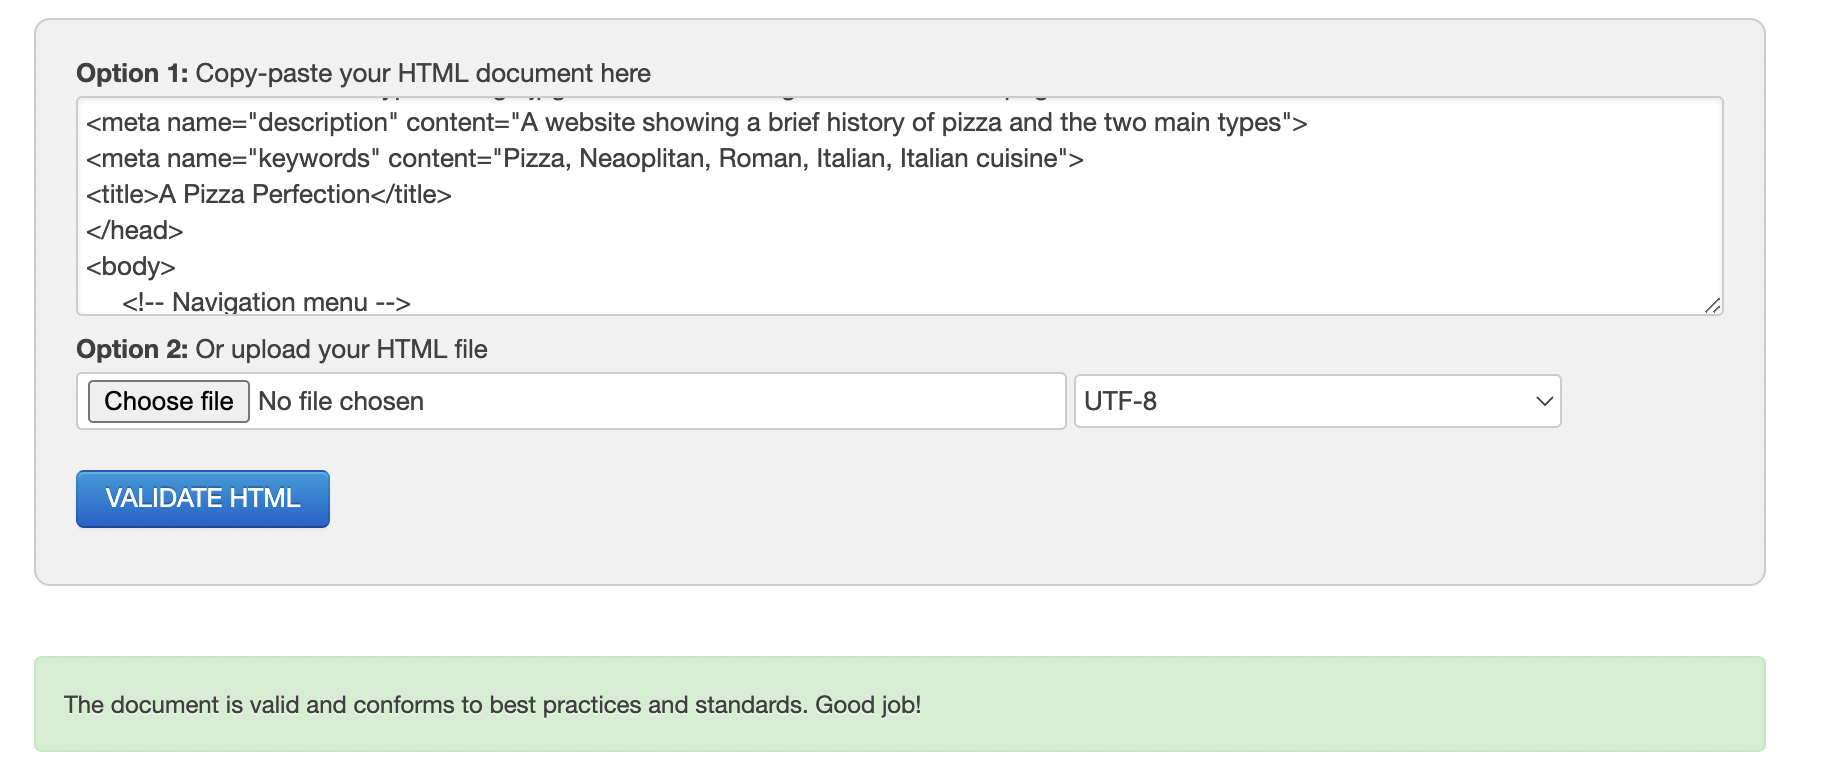 Option 1: Copy-paste your HTML document here
<meta name="description" content="A website showing a brief history of pizza and the two main types">
<meta name="keywords" content="Pizza, Neaoplitan, Roman, Italian, Italian cuisine">
<title>A Pizza Perfection</title>
</head>
<body>
<!-- Navigation menu -->
Option 2: Or upload your HTML file
Choose file No file chosen UTF-8
VALIDATE HTML
The document is valid and conforms to best practices and standards. Good job!